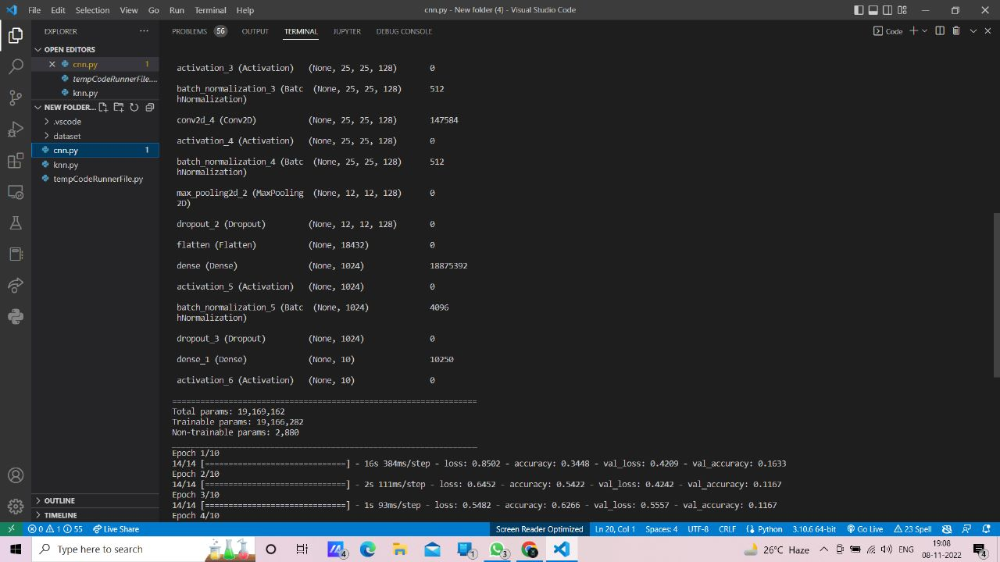 File Edit Selection View Go Run Terminal Help
cnn.py - New folder (4) - Visual Studio Code
EXPLORER
OPEN EDITORS
cnn.py 1
tempCodeRunnerFile....
knn.py
NEW FOLDER...
.vscode
dataset
cnn.py 1
knn.py
tempCodeRunnerFile.py
OUTLINE
TIMELINE
PROBLEMS 56 OUTPUT TERMINAL JUPYTER DEBUG CONSOLE
Code
activation_3 (Activation) (None, 25, 25, 128) 0
batch_normalization_3 (Batc (None, 25, 25, 128) 512
hNormalization)
conv2d_4 (Conv2D) (None, 25, 25, 128) 147584
activation_4 (Activation) (None, 25, 25, 128) 0
batch_normalization_4 (Batc (None, 25, 25, 128) 512
hNormalization)
max_pooling2d_2 (MaxPooling (None, 12, 12, 128) 0
2D)
dropout_2 (Dropout) (None, 12, 12, 128) 0
flatten (Flatten) (None, 18432) 0
dense (Dense) (None, 1024) 18875392
activation_5 (Activation) (None, 1024) 0
batch_normalization_5 (Batc (None, 1024) 4096
hNormalization)
dropout_3 (Dropout) (None, 1024) 0
dense_1 (Dense) (None, 10) 10250
activation_6 (Activation) (None, 10) 0
=================================================================
Total params: 19,169,162
Trainable params: 19,166,282
Non-trainable params: 2,880
_________________________________________________________________
Epoch 1/10
14/14 [==============================] - 16s 384ms/step - loss: 0.8502 - accuracy: 0.3448 - val_loss: 0.4209 - val_accuracy: 0.1633
Epoch 2/10
14/14 [==============================] - 2s 111ms/step - loss: 0.6452 - accuracy: 0.5422 - val_loss: 0.4242 - val_accuracy: 0.1167
Epoch 3/10
14/14 [==============================] - 1s 93ms/step - loss: 0.5482 - accuracy: 0.6266 - val_loss: 0.5557 - val_accuracy: 0.1167
Epoch 4/10
0 1 55 Live Share
Screen Reader Optimized Ln 20, Col 1 Spaces: 4 UTF-8 CRLF Python 3.10.6 64-bit Go Live 23 Spell
Type here to search
4
1
3
Haze
ENG
19:08
08-11-2022
4